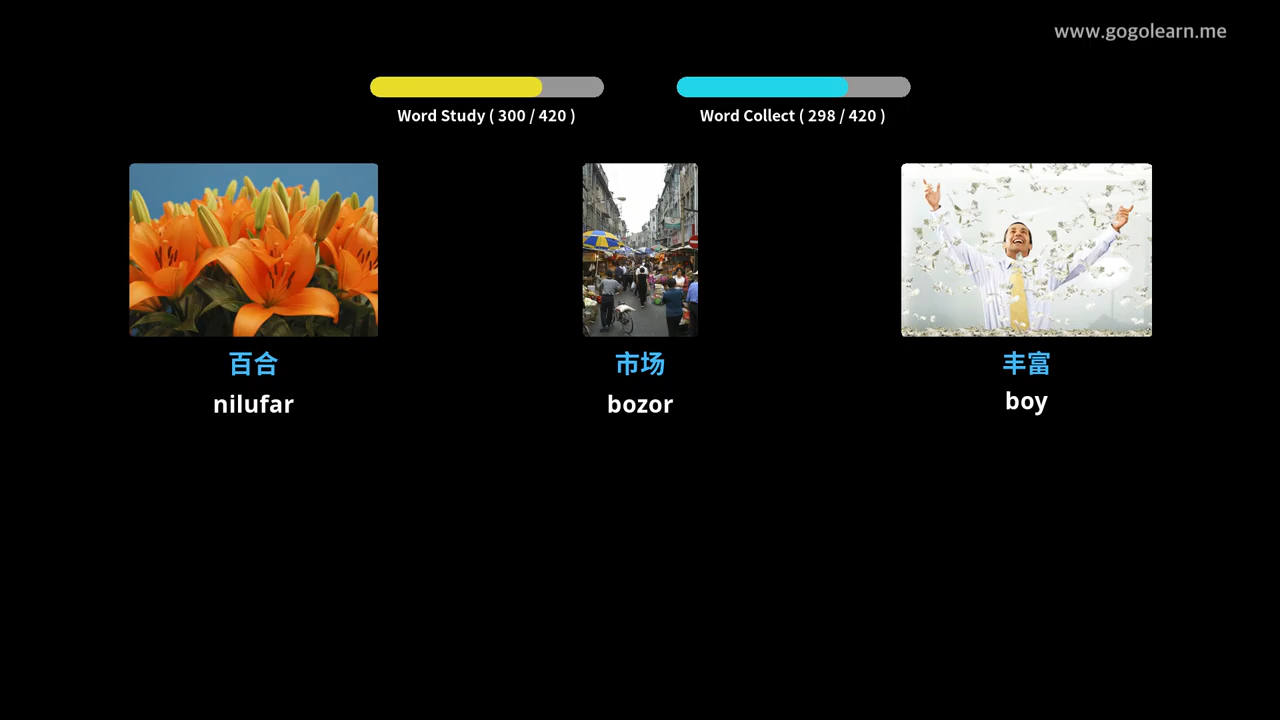 www.gogolearn.me
Word Study ( 300 / 420 )
Word Collect ( 298 / 420 )
百合
市场
丰富
nilufar
bozor
boy